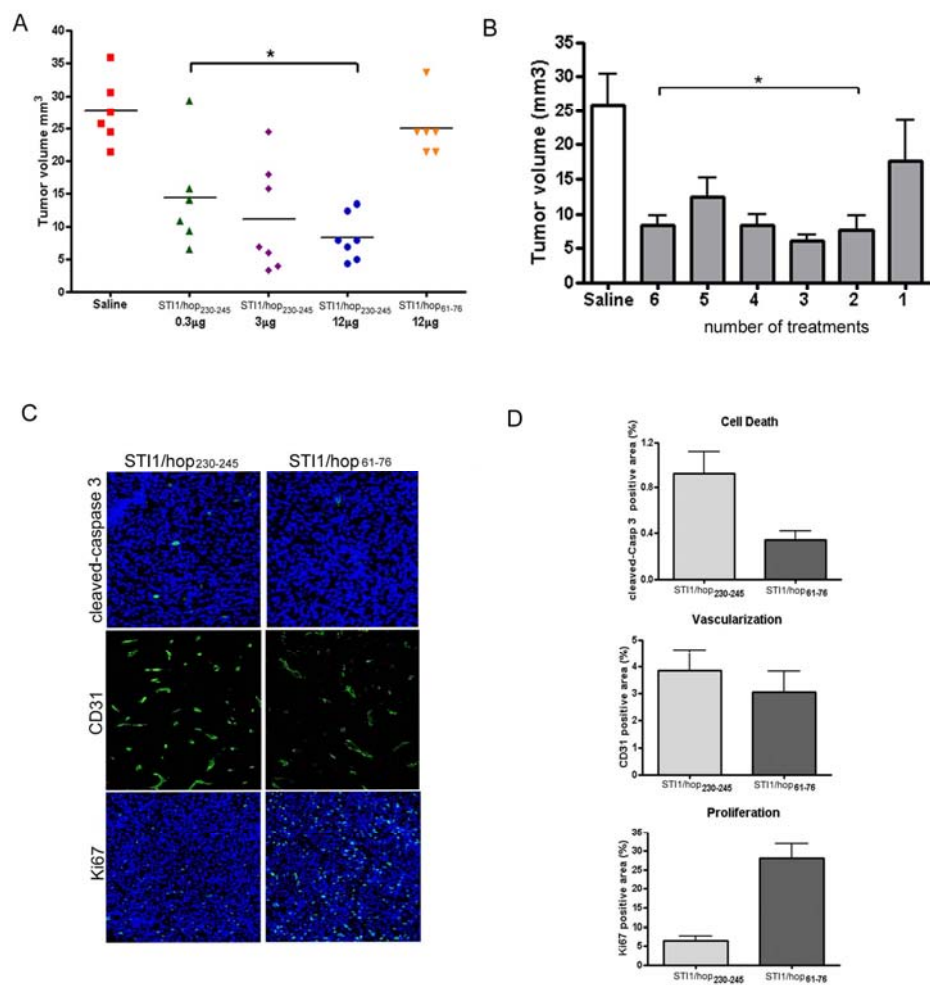 A
*
Tumor volume mm³
40
35
30
25
20
15
10
5
0
Saline
STI1/hop230-245
0.3µg
STI1/hop230-245
3µg
STI1/hop230-245
12µg
STI1/hop61-76
12µg
B
*
Tumor volume (mm3)
35
30
25
20
15
10
5
0
Saline 6 5 4 3 2 1
number of treatments
C
STI1/hop230-245 STI1/hop61-76
cleaved-caspase 3
CD31
Ki67
D
Cell Death
cleaved-Casp 3 positive area (%)
1.2
0.8
0.4
0.0
STI1/hop230-245 STI1/hop61-76
Vascularization
CD31 positive area (%)
5
4
3
2
1
0
STI1/hop230-245 STI1/hop61-76
Proliferation
Ki67 positive area (%)
36
30
26
20
15
10
5
0
STI1/hop230-245 STI1/hop61-76